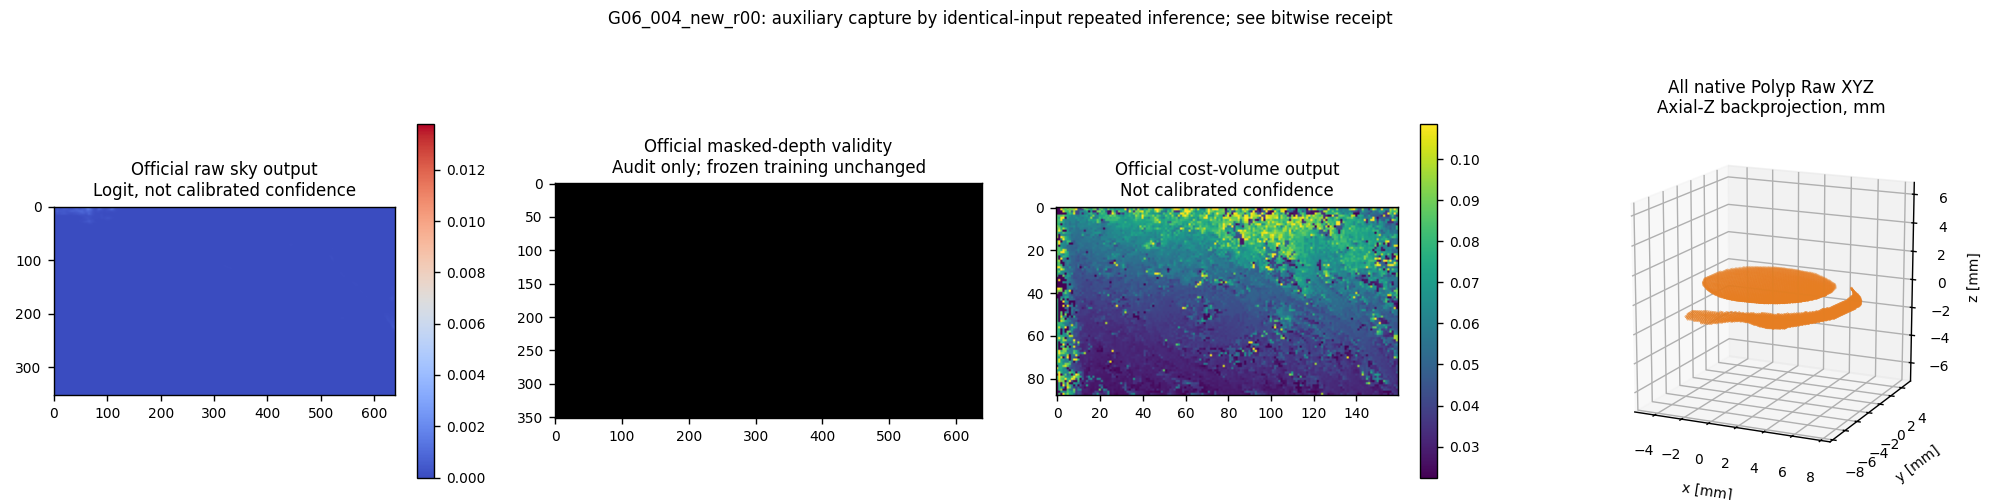 G06_004_new_r00: auxiliary capture by identical-input repeated inference; see bitwise receipt
Official raw sky output
Logit, not calibrated confidence
0
100
200
300
0 100 200 300 400 500 600
0.012
0.010
0.008
0.006
0.004
0.002
0.000
Official masked-depth validity
Audit only; frozen training unchanged
0
50
100
150
200
250
300
350
0 100 200 300 400 500 600
Official cost-volume output
Not calibrated confidence
0
20
40
60
80
0 20 40 60 80 100 120 140
0.10
0.09
0.08
0.07
0.06
0.05
0.04
0.03
All native Polyp Raw XYZ
Axial-Z backprojection, mm
6
4
2
0
−2
−4
−6
z [mm]
−4 −2 0 2 4 6 8
x [mm]
−8 −6 −4 −2 0 2 4
y [mm]